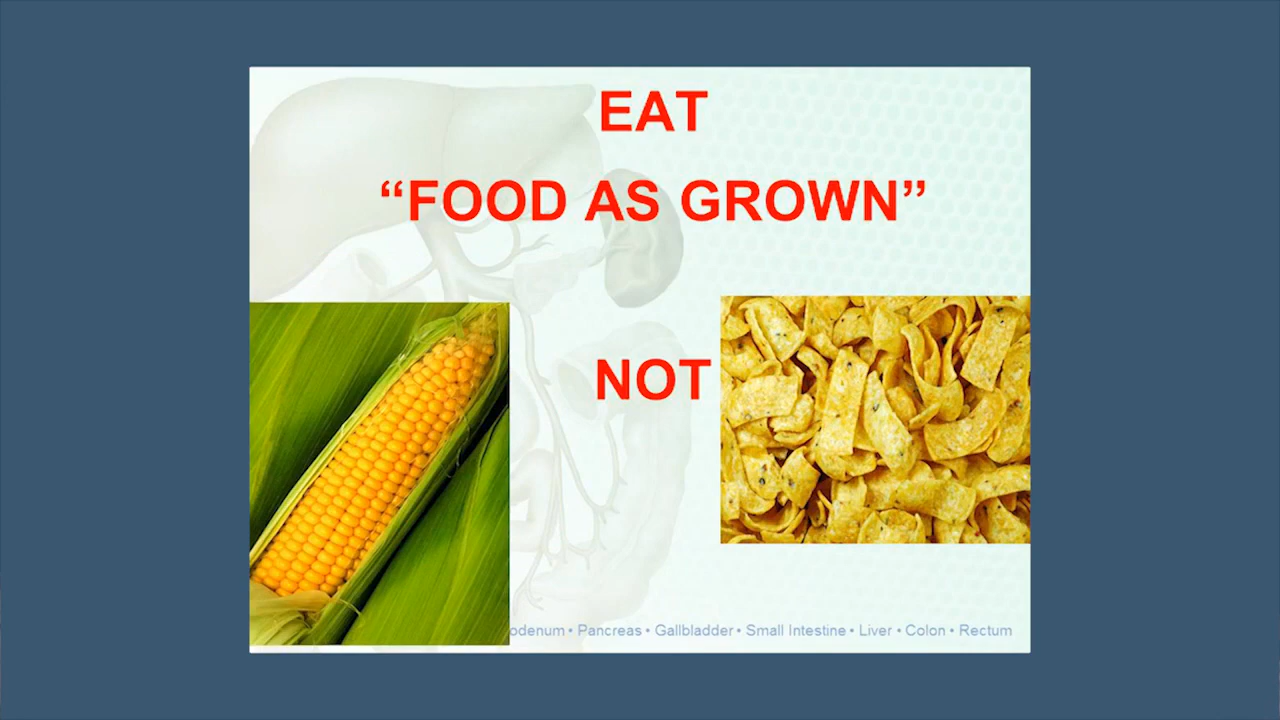 EAT
“FOOD AS GROWN”
NOT
odenum • Pancreas • Gallbladder • Small Intestine • Liver • Colon • Rectum